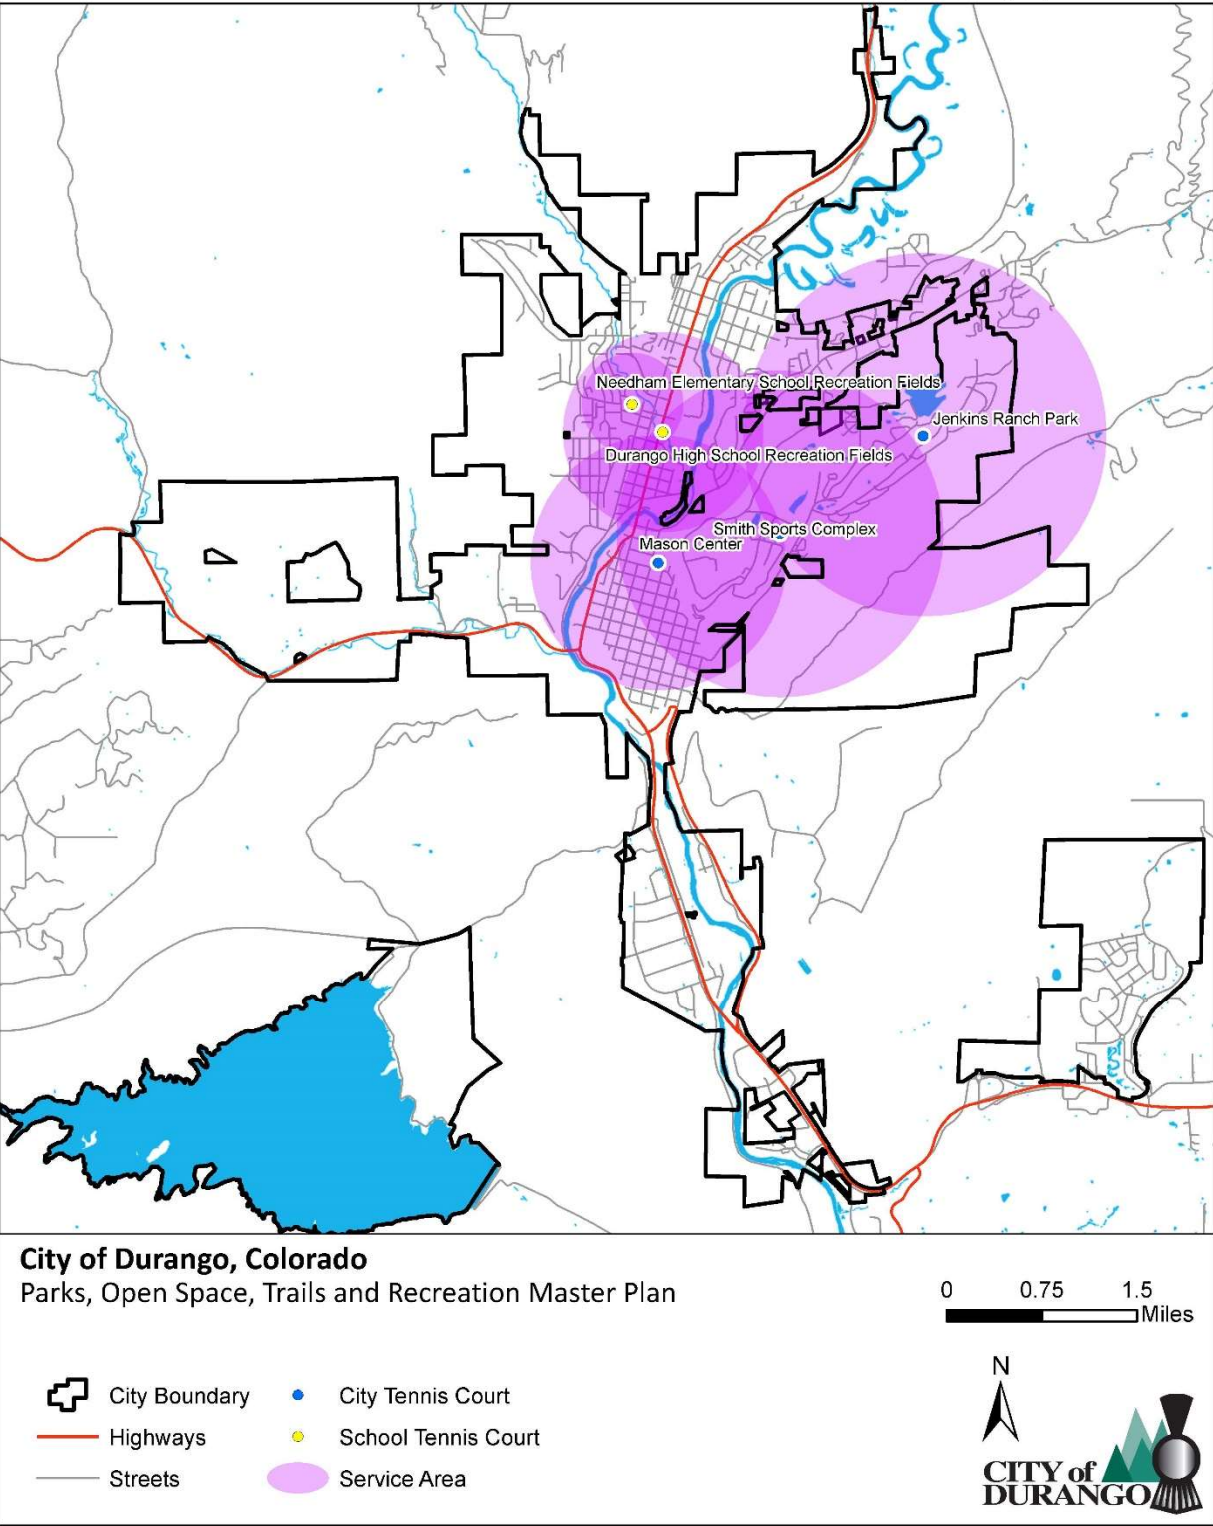 Needham Elementary School Recreation Fields
Jenkins Ranch Park
Durango High School Recreation Fields
Smith Sports Complex
Mason Center
City of Durango, Colorado
Parks, Open Space, Trails and Recreation Master Plan
0 0.75 1.5
Miles
N
City Boundary
City Tennis Court
Highways
School Tennis Court
Streets
Service Area
CITY of
DURANGO